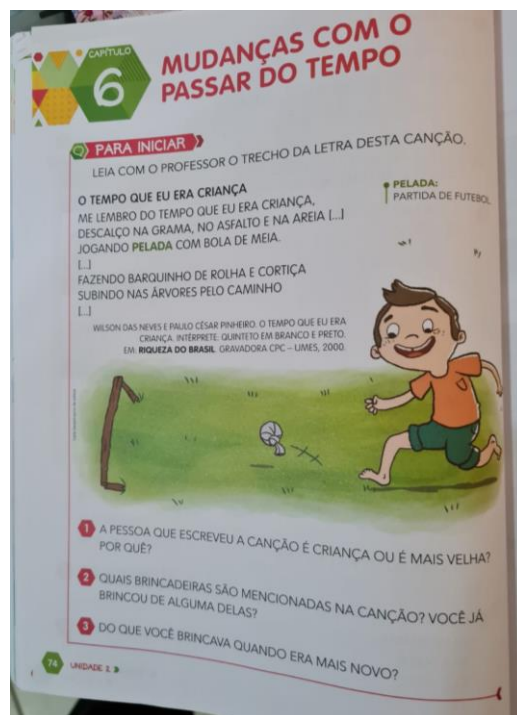 CAPÍTULO
6
MUDANÇAS COM O
PASSAR DO TEMPO
PARA INICIAR
LEIA COM O PROFESSOR O TRECHO DA LETRA DESTA CANÇÃO.
O TEMPO QUE EU ERA CRIANÇA
ME LEMBRO DO TEMPO QUE EU ERA CRIANÇA,
DESCALÇO NA GRAMA, NO ASFALTO E NA AREIA [...]
JOGANDO PELADA COM BOLA DE MEIA.
[...]
FAZENDO BARQUINHO DE ROLHA E CORTIÇA
SUBINDO NAS ÁRVORES PELO CAMINHO
[...]
WILSON DAS NEVES E PAULO CÉSAR PINHEIRO. O TEMPO QUE EU ERA
CRIANÇA. INTÉRPRETE: QUINTETO EM BRANCO E PRETO.
EM: RIQUEZA DO BRASIL. GRAVADORA CPC – UMES, 2000.
PELADA:
PARTIDA DE FUTEBOL
1 A PESSOA QUE ESCREVEU A CANÇÃO É CRIANÇA OU É MAIS VELHA?
POR QUÊ?
2 QUAIS BRINCADEIRAS SÃO MENCIONADAS NA CANÇÃO? VOCÊ JÁ
BRINCOU DE ALGUMA DELAS?
3 DO QUE VOCÊ BRINCAVA QUANDO ERA MAIS NOVO?
74 UNIDADE 2